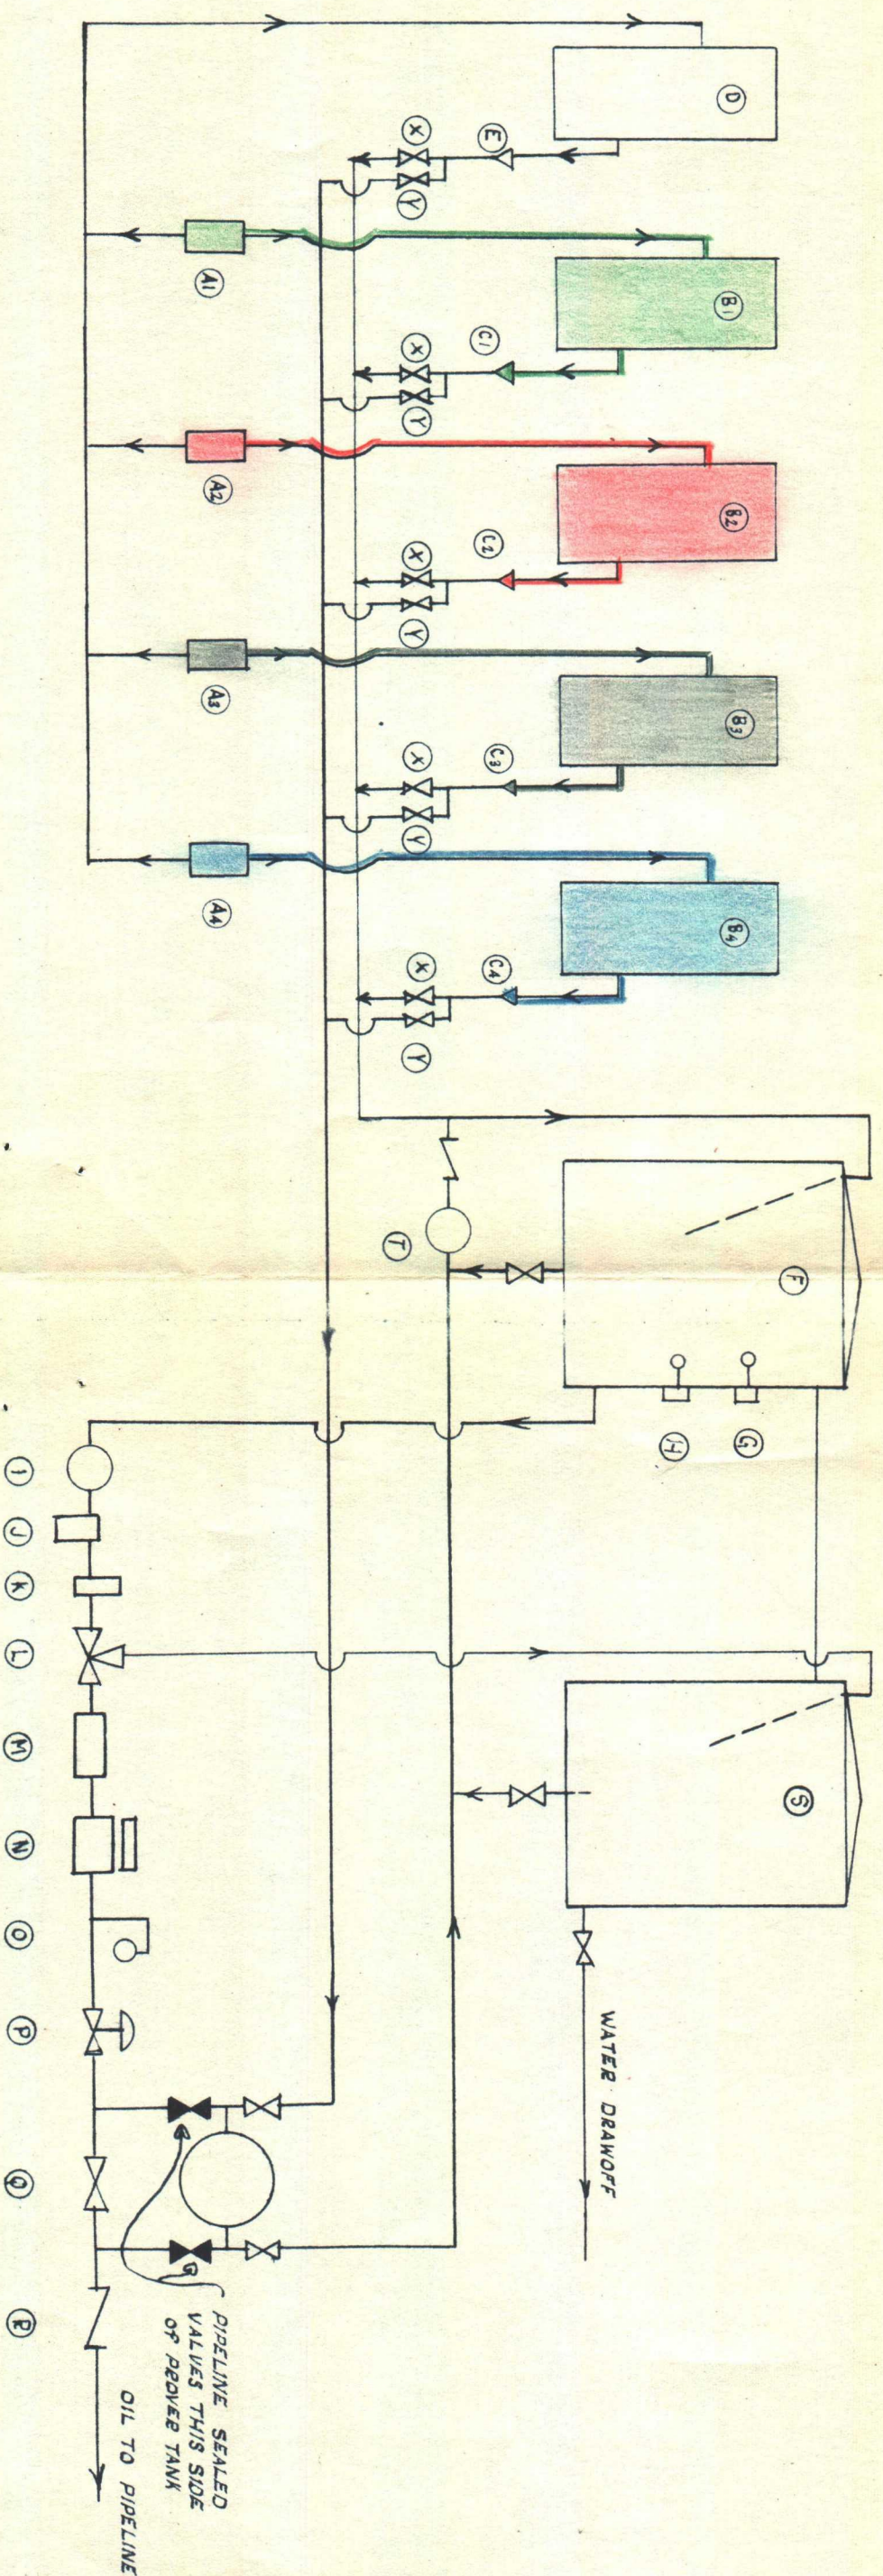 D
E
X
Y
A1
B1
C1
X
Y
A2
B2
C2
X
Y
A3
B3
C3
X
Y
A4
B4
C4
X
Y
T
F
G
H
S
WATER DRAWOFF
I
J
K
L
M
N
O
P
Q
R
PIPELINE SEALED
VALVES THIS SIDE
OF PROVER TANK
OIL TO PIPELINE